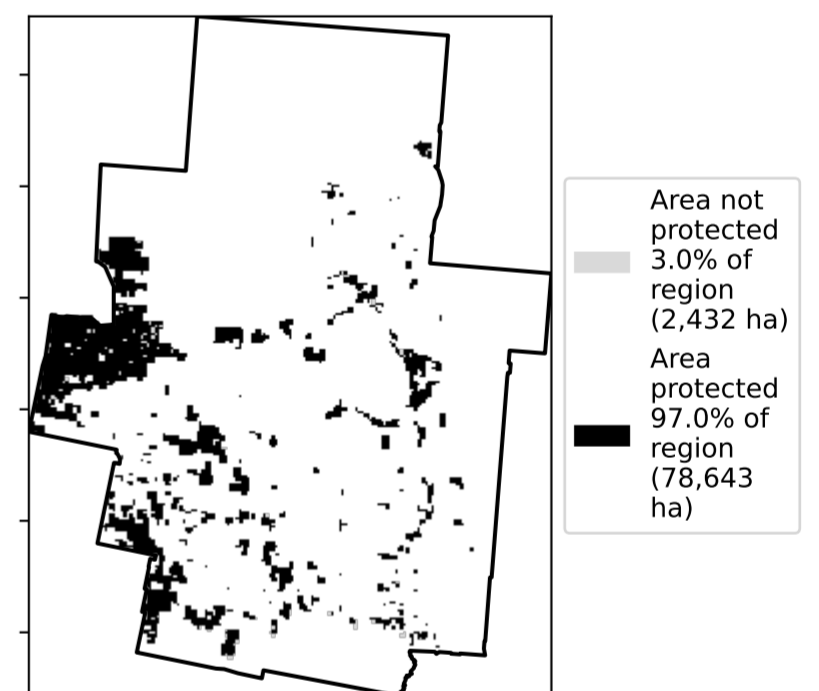 Area not
protected
3.0% of
region
(2,432 ha)
Area
protected
97.0% of
region
(78,643
ha)